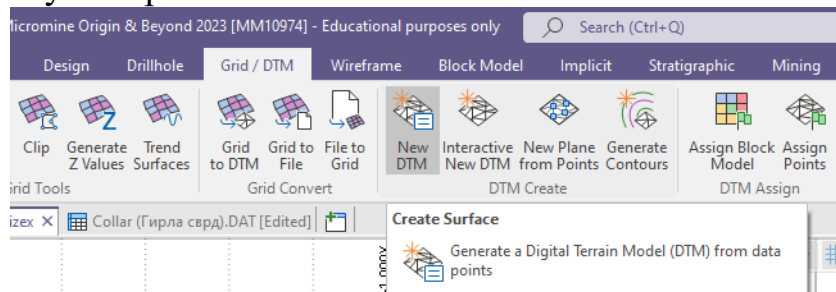 Micromine Origin & Beyond 2023 [MM10974] - Educational purposes only Search (Ctrl+Q)
Design Drillhole Grid / DTM Wireframe Block Model Implicit Stratigraphic Mining
Clip Generate Trend Grid Grid to File to New Interactive New Plane Generate Assign Block Assign
Z Values Surfaces to DTM File Grid DTM New DTM from Points Contours Model Points
Grid Tools Grid Convert DTM Create DTM Assign
Collar (Гирла сврд).DAT [Edited] Create Surface
Generate a Digital Terrain Model (DTM) from data
points